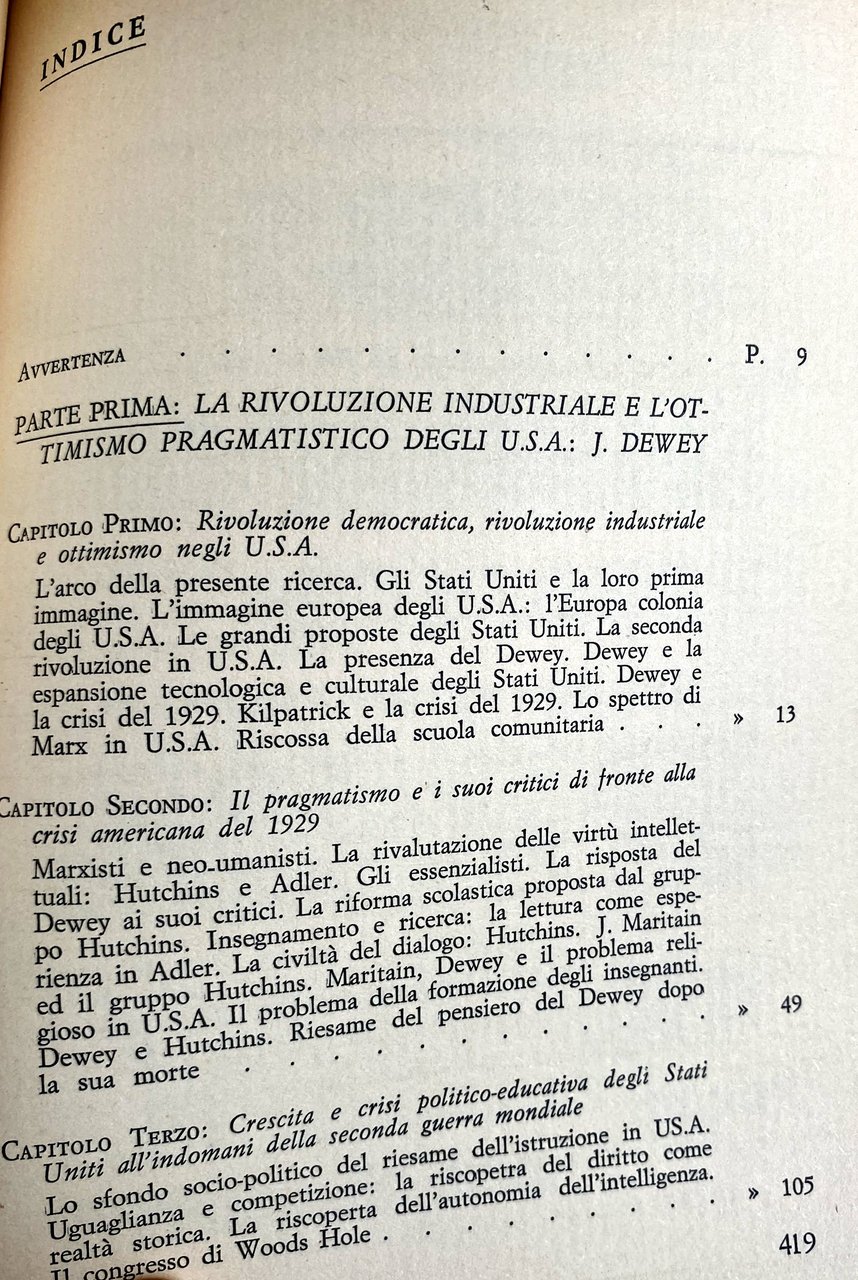 INDICE
AVVERTENZA . . . . . . . . . . . . . P. 9
PARTE PRIMA: LA RIVOLUZIONE INDUSTRIALE E L'OT-
TIMISMO PRAGMATISTICO DEGLI U.S.A.: J. DEWEY
CAPITOLO PRIMO: Rivoluzione democratica, rivoluzione industriale
e ottimismo negli U.S.A.
L'arco della presente ricerca. Gli Stati Uniti e la loro prima
immagine. L'immagine europea degli U.S.A.: l'Europa colonia
degli U.S.A. Le grandi proposte degli Stati Uniti. La seconda
rivoluzione in U.S.A. La presenza del Dewey. Dewey e la
espansione tecnologica e culturale degli Stati Uniti. Dewey e
la crisi del 1929. Kilpatrick e la crisi del 1929. Lo spettro di
Marx in U.S.A. Riscossa della scuola comunitaria . . . » 13
CAPITOLO SECONDO: Il pragmatismo e i suoi critici di fronte alla
crisi americana del 1929
Marxisti e neo-umanisti. La rivalutazione delle virtù intellet-
tuali: Hutchins e Adler. Gli essenzialisti. La risposta del
Dewey ai suoi critici. La riforma scolastica proposta dal grup-
po Hutchins. Insegnamento e ricerca: la lettura come espe-
rienza in Adler. La civiltà del dialogo: Hutchins. J. Maritain
ed il gruppo Hutchins. Maritain, Dewey e il problema reli-
gioso in U.S.A. Il problema della formazione degli insegnanti.
Dewey e Hutchins. Riesame del pensiero del Dewey dopo
la sua morte . . . . . . . . . . . » 49
CAPITOLO TERZO: Crescita e crisi politico-educativa degli Stati
Uniti all'indomani della seconda guerra mondiale
Lo sfondo socio-politico del riesame dell'istruzione in US.A.
Uguaglianza e competizione: la riscopetra del diritto come
realtà storica. La riscoperta dell'autonomia dell'intelligenza.
Il congresso di Woods Hole . . . . . . . . . » 105
419